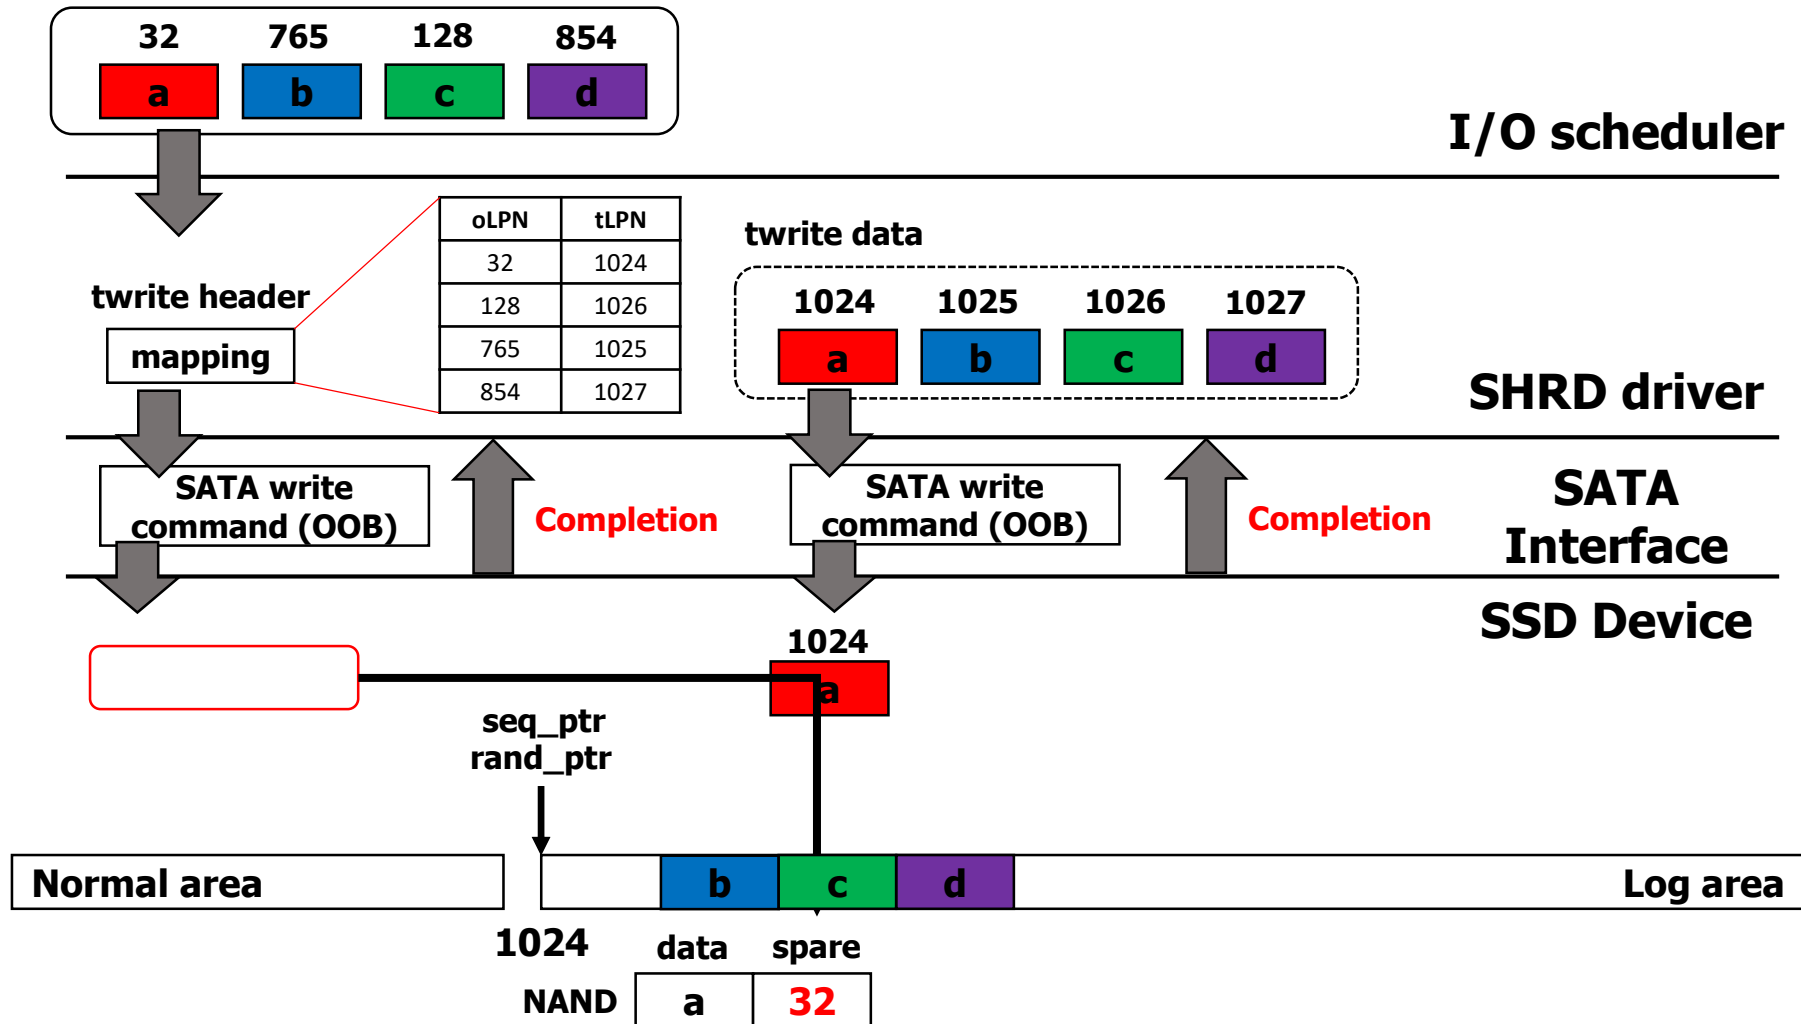 32 765 128 854
a b c d
I/O scheduler
oLPN tLPN
32 1024
128 1026
765 1025
854 1027
twrite header
mapping
twrite data
1024 1025 1026 1027
a b c d
SHRD driver
SATA write
command (OOB)
Completion
SATA write
command (OOB)
Completion
SATA
Interface
SSD Device
1024
a
seq_ptr
rand_ptr
Normal area
b c d
Log area
1024
data spare
NAND a 32